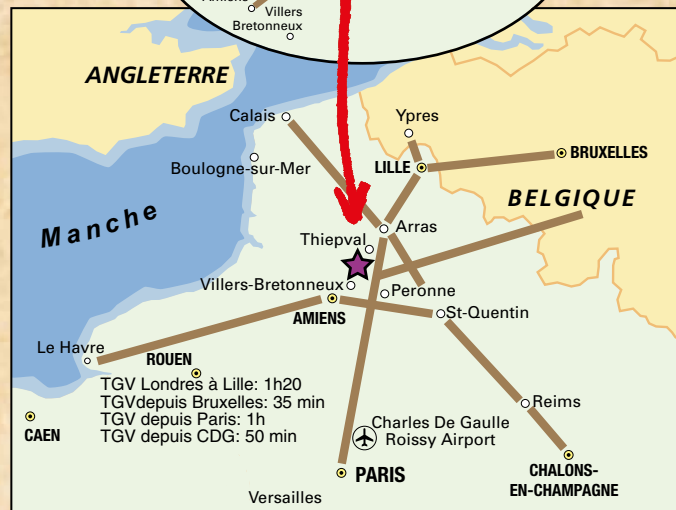 Amiens
Villers
Bretonneux
ANGLETERRE
Calais
Ypres
BRUXELLES
Boulogne-sur-Mer
LILLE
BELGIQUE
Manche
Arras
Thiepval
Villers-Bretonneux
Peronne
AMIENS
St-Quentin
Le Havre
ROUEN
TGV Londres à Lille: 1h20
TGVdepuis Bruxelles: 35 min
TGV depuis Paris: 1h
TGV depuis CDG: 50 min
Reims
CAEN
Charles De Gaulle
Roissy Airport
PARIS
CHALONS-
EN-CHAMPAGNE
Versailles